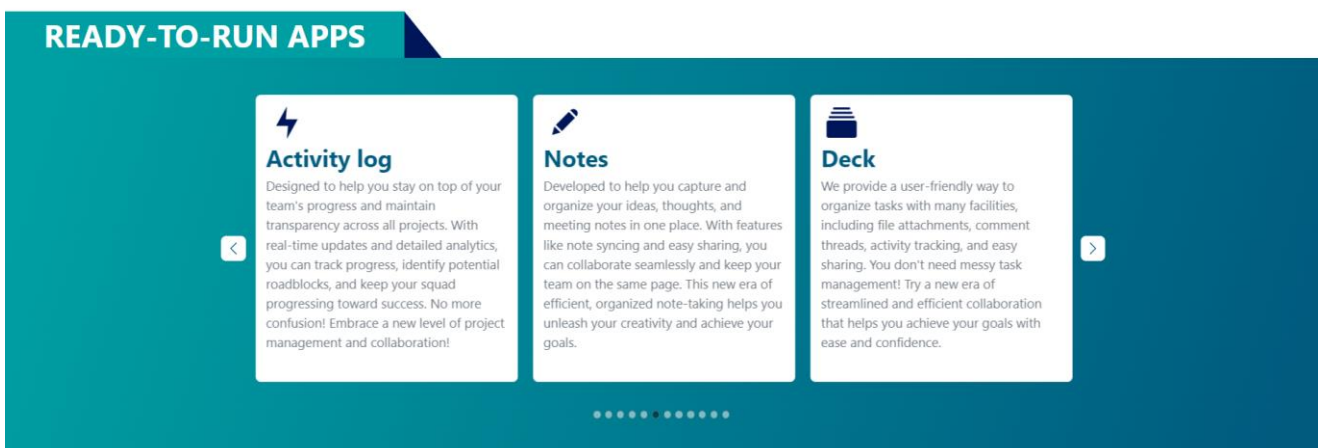 READY-TO-RUN APPS
Activity log
Designed to help you stay on top of your
team's progress and maintain
transparency across all projects. With
real-time updates and detailed analytics,
you can track progress, identify potential
roadblocks, and keep your squad
progressing toward success. No more
confusion! Embrace a new level of project
management and collaboration!
Notes
Developed to help you capture and
organize your ideas, thoughts, and
meeting notes in one place. With features
like note syncing and easy sharing, you
can collaborate seamlessly and keep your
team on the same page. This new era of
efficient, organized note-taking helps you
unleash your creativity and achieve your
goals.
Deck
We provide a user-friendly way to
organize tasks with many facilities,
including file attachments, comment
threads, activity tracking, and easy
sharing. You don't need messy task
management! Try a new era of
streamlined and efficient collaboration
that helps you achieve your goals with
ease and confidence.